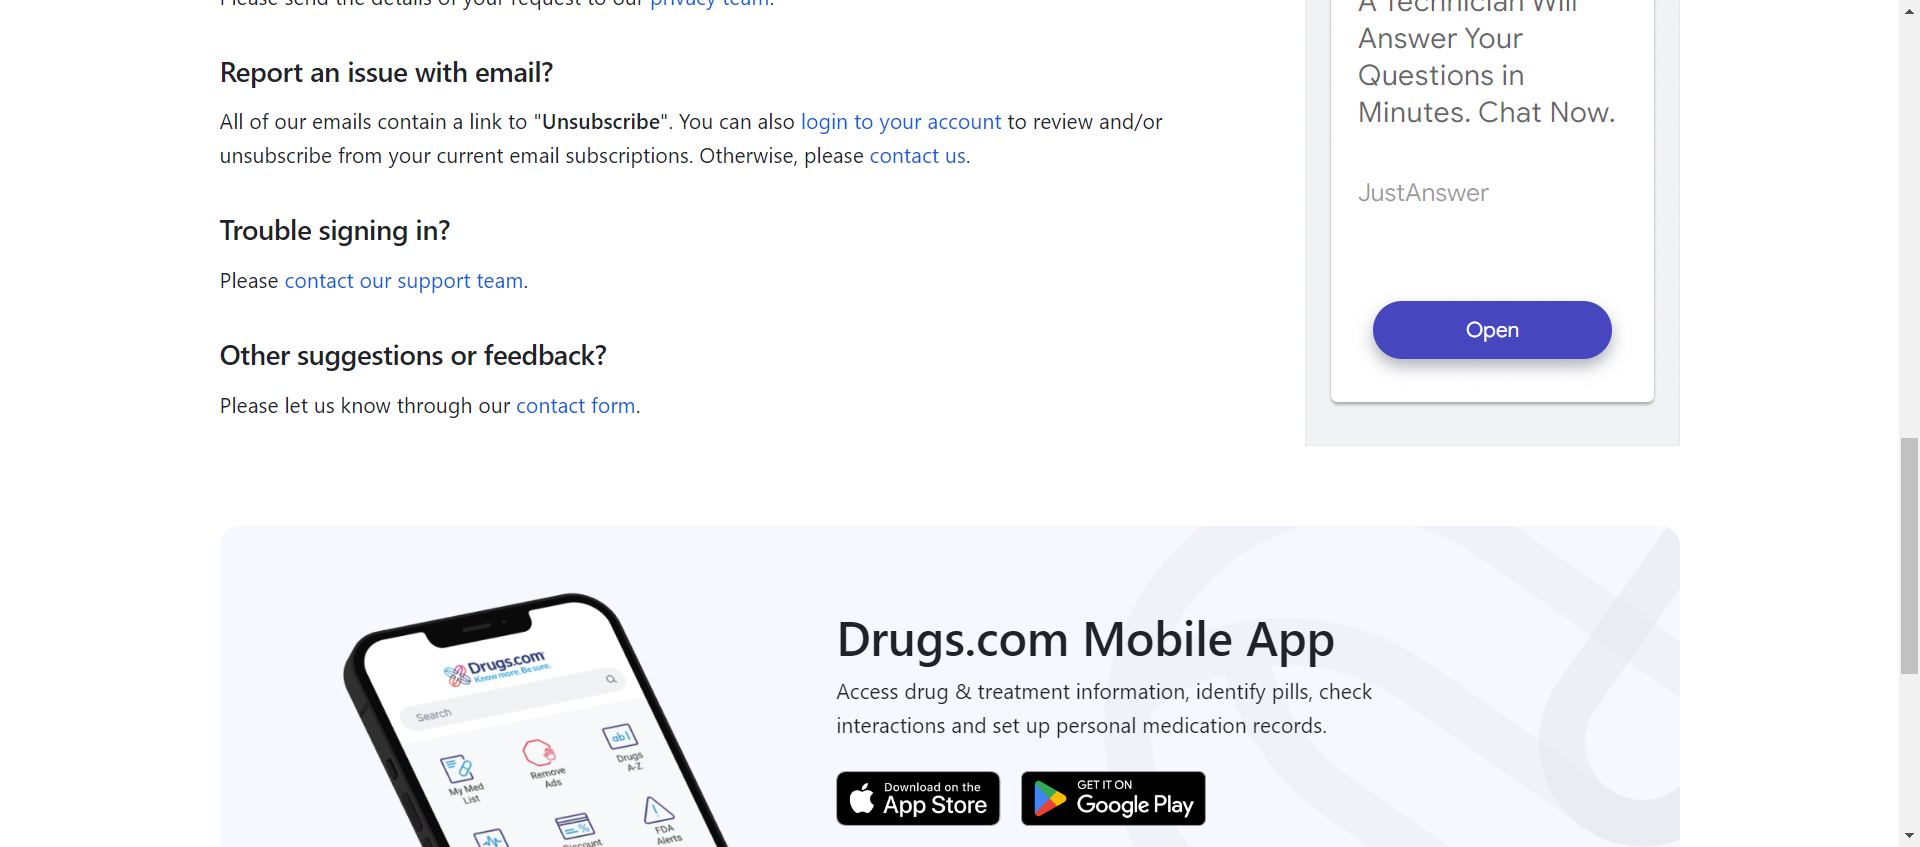 Please send the details of your request to our privacy team.
Report an issue with email?
All of our emails contain a link to "Unsubscribe". You can also login to your account to review and/or
unsubscribe from your current email subscriptions. Otherwise, please contact us.
Trouble signing in?
Please contact our support team.
Other suggestions or feedback?
Please let us know through our contact form.
A Technician Will
Answer Your
Questions in
Minutes. Chat Now.
JustAnswer
Open
Drugs.com
Know more. Be sure.
Search
My Med
List
Remove
Ads
Drugs
A-Z
Discount
FDA
Alerts
Drugs.com Mobile App
Access drug & treatment information, identify pills, check
interactions and set up personal medication records.
Download on the
App Store
GET IT ON
Google Play